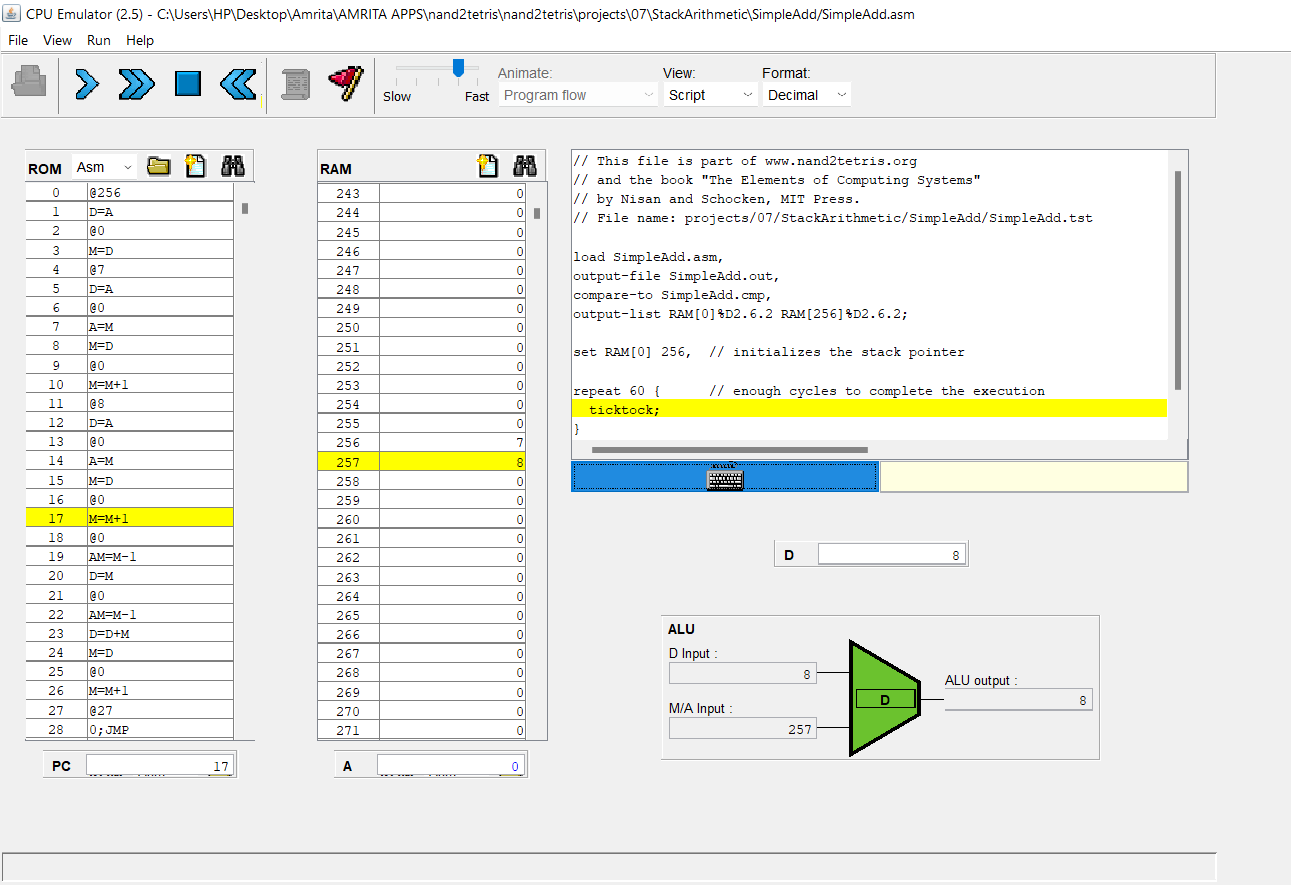 CPU Emulator (2.5) - C:\Users\HP\Desktop\Amrita\AMRITA APPS\nand2tetris\nand2tetris\projects\07\StackArithmetic\SimpleAdd/SimpleAdd.asm
File View Run Help
Slow Fast
Animate:
Program flow
View:
Script
Format:
Decimal
ROM Asm
0 @256
1 D=A
2 @0
3 M=D
4 @7
5 D=A
6 @0
7 A=M
8 M=D
9 @0
10 M=M+1
11 @8
12 D=A
13 @0
14 A=M
15 M=D
16 @0
17 M=M+1
18 @0
19 AM=M-1
20 D=M
21 @0
22 AM=M-1
23 D=D+M
24 M=D
25 @0
26 M=M+1
27 @27
28 0;JMP
PC 17
RAM
243 0
244 0
245 0
246 0
247 0
248 0
249 0
250 0
251 0
252 0
253 0
254 0
255 0
256 7
257 8
258 0
259 0
260 0
261 0
262 0
263 0
264 0
265 0
266 0
267 0
268 0
269 0
270 0
271 0
A 0
// This file is part of www.nand2tetris.org
// and the book "The Elements of Computing Systems"
// by Nisan and Schocken, MIT Press.
// File name: projects/07/StackArithmetic/SimpleAdd/SimpleAdd.tst
load SimpleAdd.asm,
output-file SimpleAdd.out,
compare-to SimpleAdd.cmp,
output-list RAM[0]%D2.6.2 RAM[256]%D2.6.2;
set RAM[0] 256, // initializes the stack pointer
repeat 60 { // enough cycles to complete the execution
ticktock;
}
D 8
ALU
D Input :
8
M/A Input :
257
D
ALU output :
8